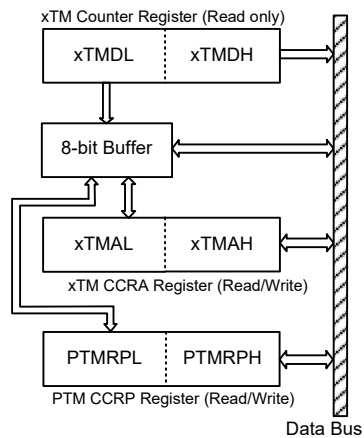 xTM Counter Register (Read only)
xTMDL xTMDH
8-bit Buffer
xTMAL xTMAH
xTM CCRA Register (Read/Write)
PTMRPL PTMRPH
PTM CCRP Register (Read/Write)
Data Bus